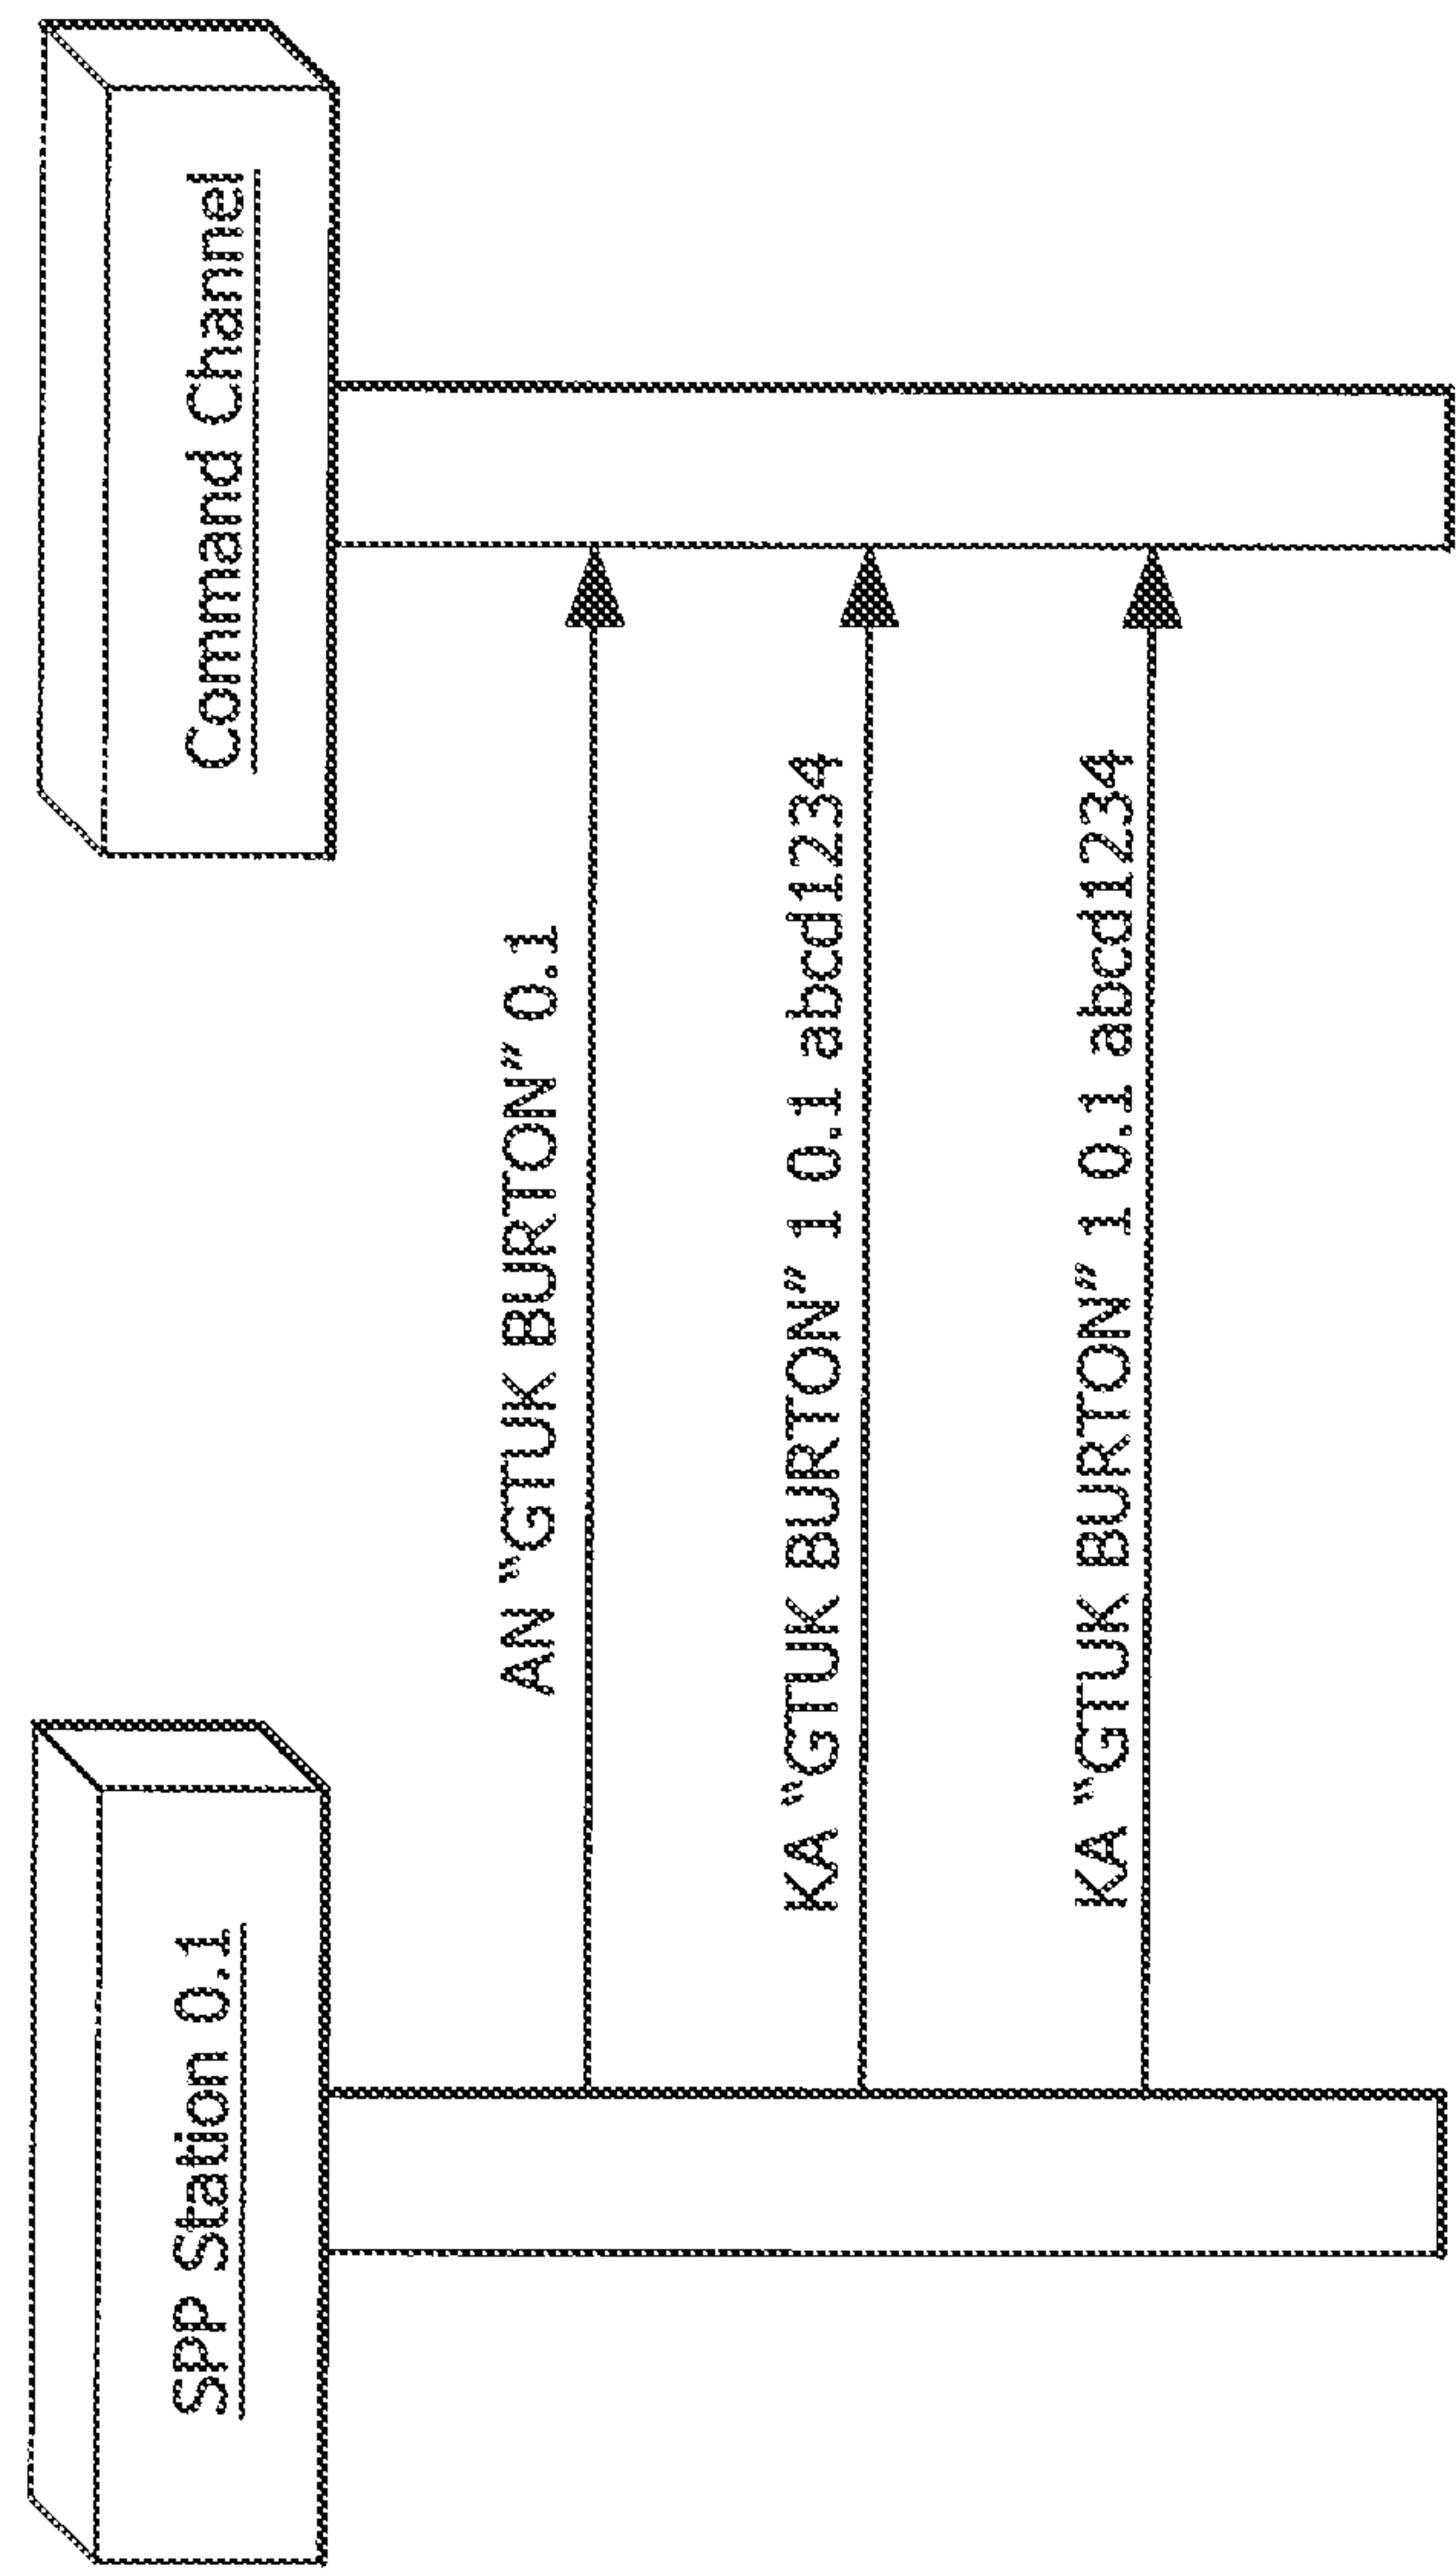 SPP Station 0.1
Command Channel
AN “GTUK BURTON” 0.1
KA “GTUK BURTON” 1 0.1 abcd1234
KA “GTUK BURTON” 1 0.1 abcd1234